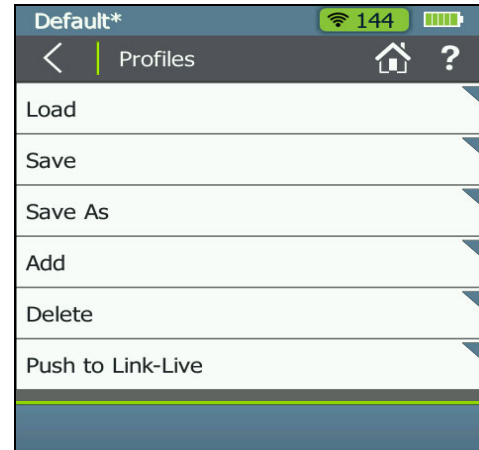 Default* 144
Profiles ?
Load
Save
Save As
Add
Delete
Push to Link-Live